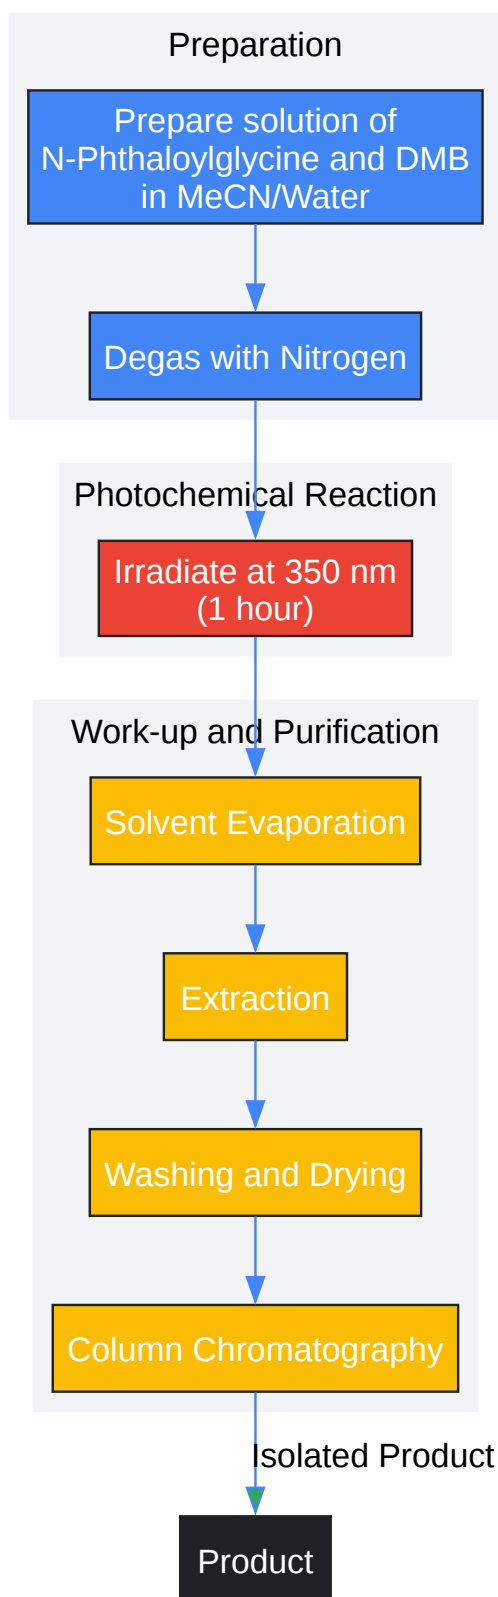 Preparation
Prepare solution of
N-Phthaloylglycine and DMB
in MeCN/Water
Degas with Nitrogen
Photochemical Reaction
Irradiate at 350 nm
(1 hour)
Work-up and Purification
Solvent Evaporation
Extraction
Washing and Drying
Column Chromatography
Isolated Product
Product